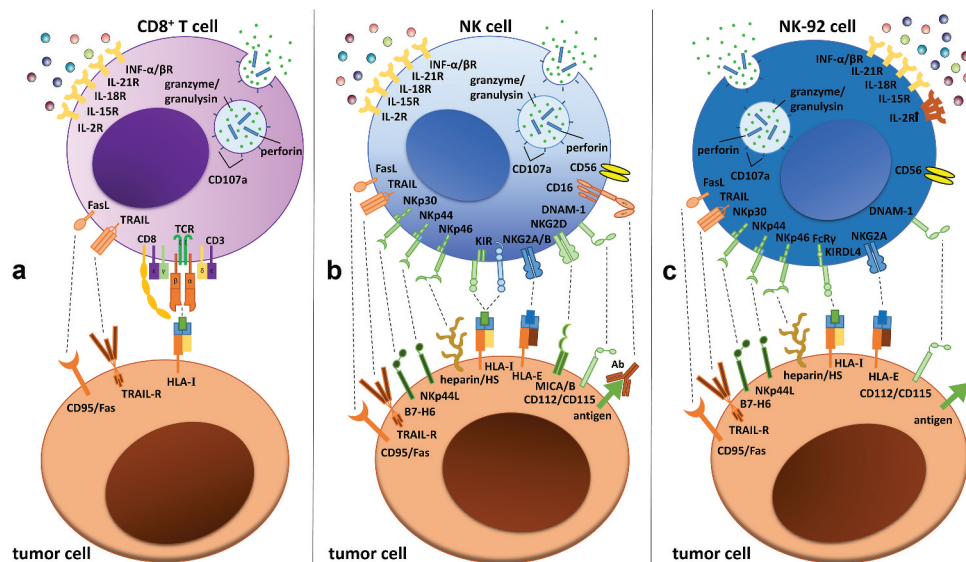 CD8⁺ T cell
INF-α/βR
IL-21R
IL-18R
IL-15R
IL-2R
granzyme/
granulysin
perforin
CD107a
FasL
TRAIL
TCR
CD8
CD3
ε
γ
δ
ε
β
α
a
HLA-I
TRAIL-R
CD95/Fas
tumor cell
NK cell
INF-α/βR
IL-21R
IL-18R
IL-15R
IL-2R
granzyme/
granulysin
perforin
CD107a
CD56
CD16
FasL
TRAIL
NKp30
NKp44
NKp46
KIR
NKG2A/B
NKG2D
DNAM-1
b
heparin/HS
HLA-I
HLA-E
MICA/B
CD112/CD115
Ab
antigen
NKp44L
B7-H6
TRAIL-R
CD95/Fas
tumor cell
NK-92 cell
INF-α/βR
IL-21R
IL-18R
IL-15R
IL-2R
granzyme/
granulysin
perforin
CD107a
CD56
FasL
TRAIL
NKp30
NKp44
NKp46
FcRγ
KIRDL4
NKG2A
DNAM-1
c
heparin/HS
HLA-I
HLA-E
CD112/CD115
antigen
NKp44L
B7-H6
TRAIL-R
CD95/Fas
tumor cell